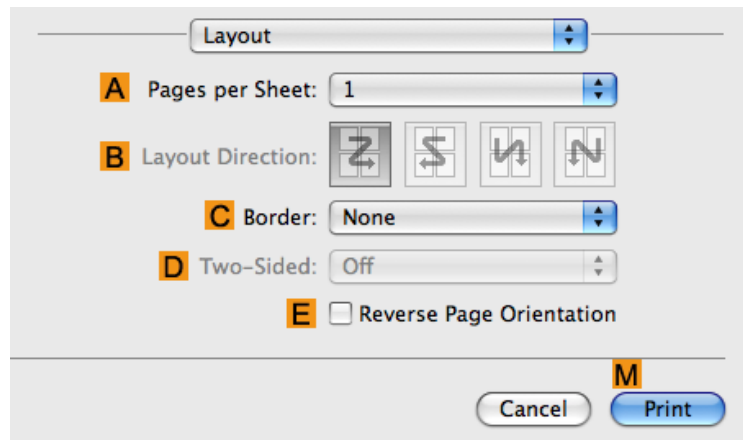 Layout
A Pages per Sheet: 1
B Layout Direction:
C Border: None
D Two-Sided: Off
E Reverse Page Orientation
M
Cancel Print